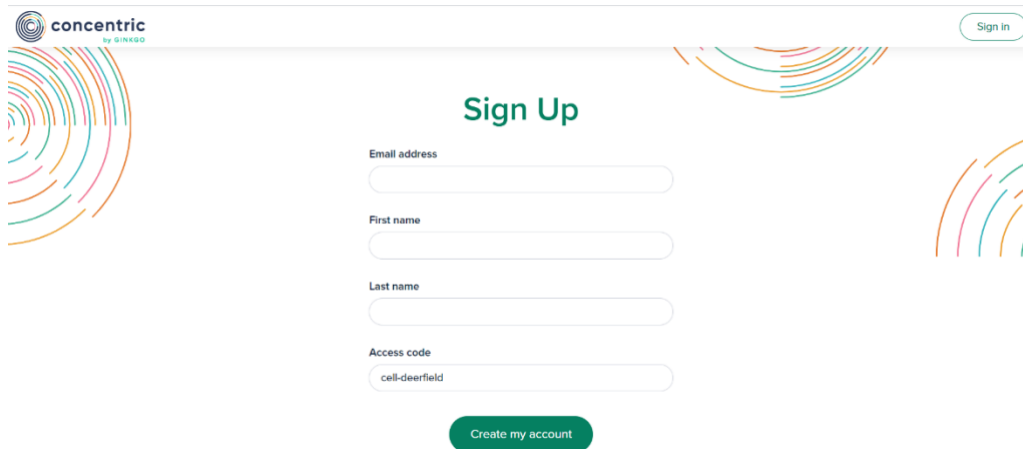 concentric
by GINKGO
Sign in
Sign Up
Email address
First name
Last name
Access code
cell-deerfield
Create my account